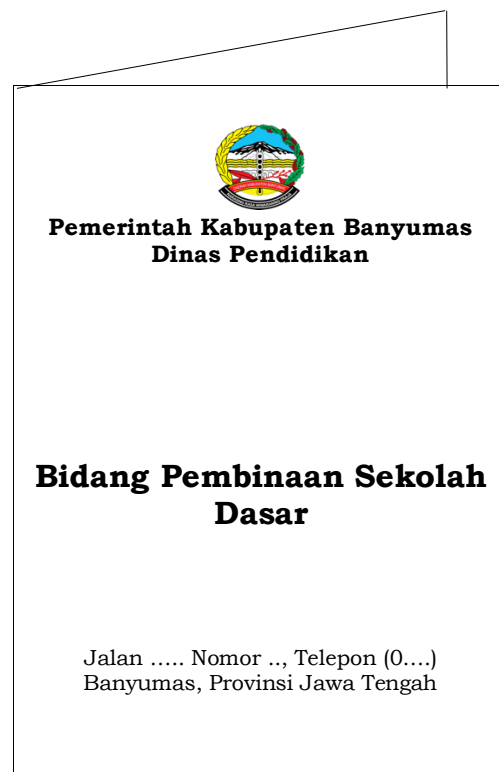 Pemerintah Kabupaten Banyumas
Dinas Pendidikan
Bidang Pembinaan Sekolah
Dasar
Jalan ….. Nomor .., Telepon (0….)
Banyumas, Provinsi Jawa Tengah